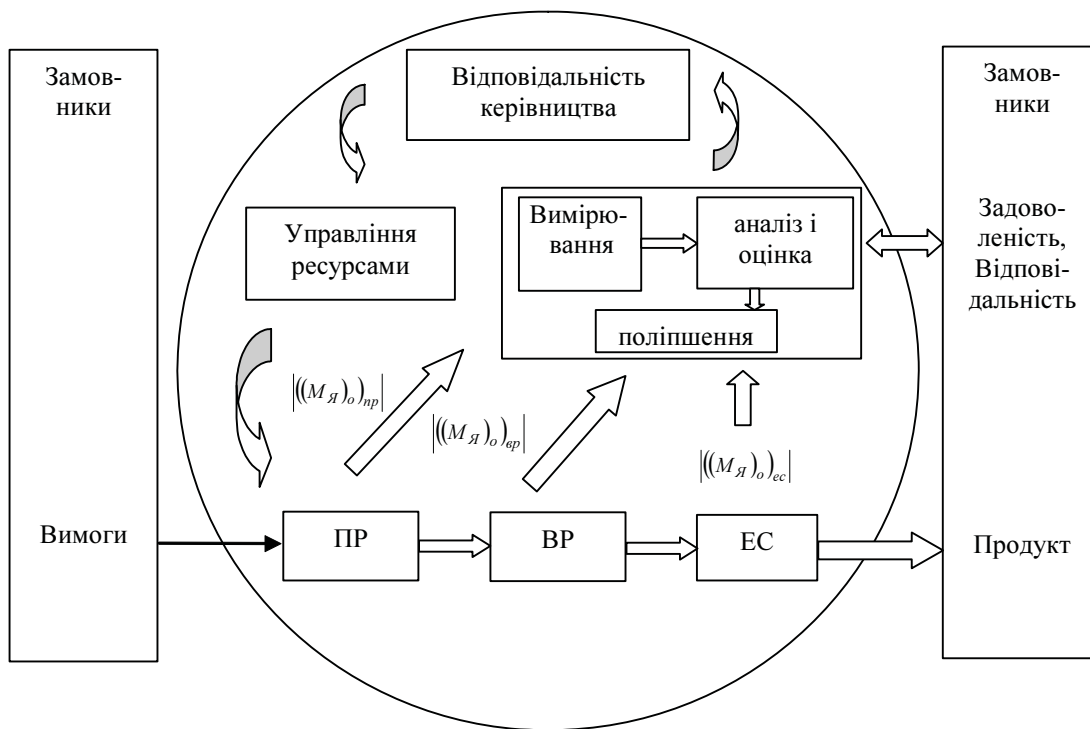 Замов-
ники
Вимоги
Відповідальність
керівництва
Управління
ресурсами
Вимірю-
вання
аналіз і
оцінка
поліпшення
|((M_Я)_о)_пр|
|((M_Я)_о)_вр|
|((M_Я)_о)_ес|
ПР
ВР
ЕС
Замов-
ники
Задово-
леність,
Відпові-
дальність
Продукт